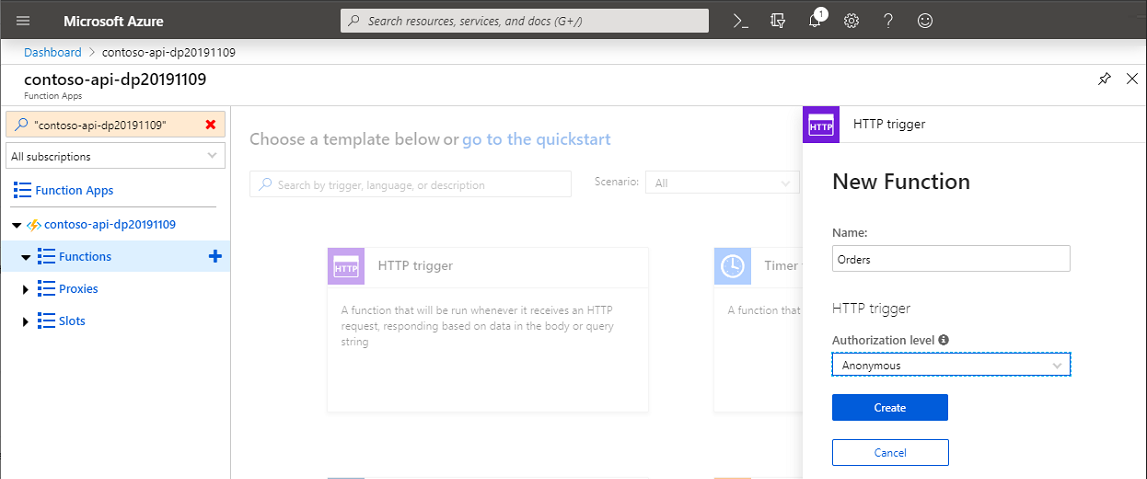 Microsoft Azure
Search resources, services, and docs (G+/)
1
Dashboard > contoso-api-dp20191109
contoso-api-dp20191109
Function Apps
"contoso-api-dp20191109"
All subscriptions
Function Apps
contoso-api-dp20191109
Functions
Proxies
Slots
Choose a template below or go to the quickstart
Search by trigger, language, or description
Scenario: All
HTTP
HTTP trigger
A function that will be run whenever it receives an HTTP
request, responding based on data in the body or query
string
Timer
A function that
HTTP
HTTP trigger
New Function
Name:
Orders
HTTP trigger
Authorization level
Anonymous
Create
Cancel